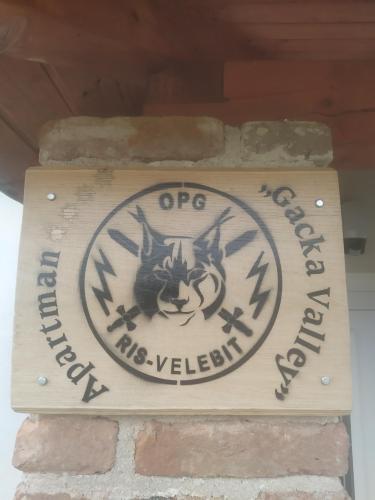 Apartman
OPG
RIS-VELEBIT
„Gacka Valley„